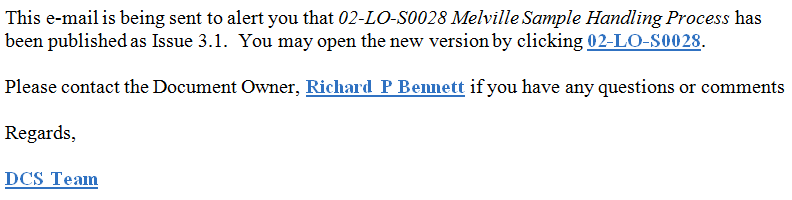 This e-mail is being sent to alert you that 02-LO-S0028 Melville Sample Handling Process has
been published as Issue 3.1.  You may open the new version by clicking 02-LO-S0028.
Please contact the Document Owner, Richard P Bennett if you have any questions or comments
Regards,
DCS Team